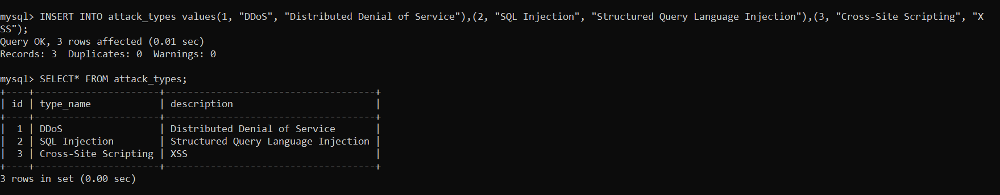 mysql> INSERT INTO attack_types values(1, "DDoS", "Distributed Denial of Service"),(2, "SQL Injection", "Structured Query Language Injection"),(3, "Cross-Site Scripting", "X
SS");
Query OK, 3 rows affected (0.01 sec)
Records: 3  Duplicates: 0  Warnings: 0
mysql> SELECT* FROM attack_types;
+----+----------------------+-------------------------------------+
| id | type_name            | description                         |
+----+----------------------+-------------------------------------+
|  1 | DDoS                 | Distributed Denial of Service       |
|  2 | SQL Injection        | Structured Query Language Injection |
|  3 | Cross-Site Scripting | XSS                                 |
+----+----------------------+-------------------------------------+
3 rows in set (0.00 sec)